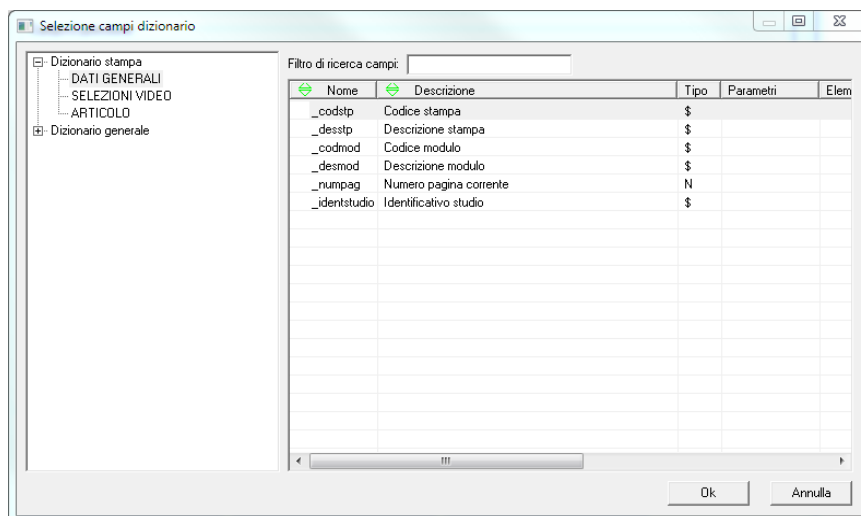 Selezione campi dizionario
Dizionario stampa
DATI GENERALI
SELEZIONI VIDEO
ARTICOLO
Dizionario generale
Filtro di ricerca campi:
Nome Descrizione Tipo Parametri Elem
_codstp Codice stampa $
_desstp Descrizione stampa $
_codmod Codice modulo $
_desmod Descrizione modulo $
_numpag Numero pagina corrente N
_identstudio Identificativo studio $
Ok Annulla